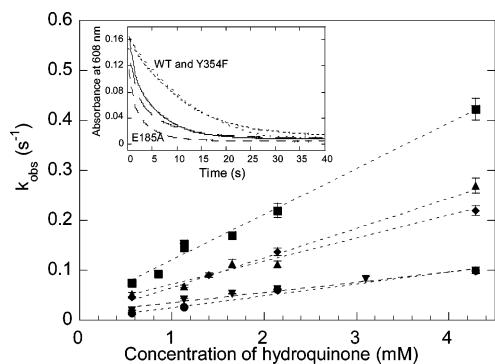 0.6
0.5
0.4
0.3
0.2
0.1
0
k_obs (s⁻¹)
0 1 2 3 4
Concentration of hydroquinone (mM)
0.16
0.12
0.08
0.04
0.00
Absorbance at 608 nm
WT and Y354F
E185A
0 5 10 15 20 25 30 35 40
Time (s)